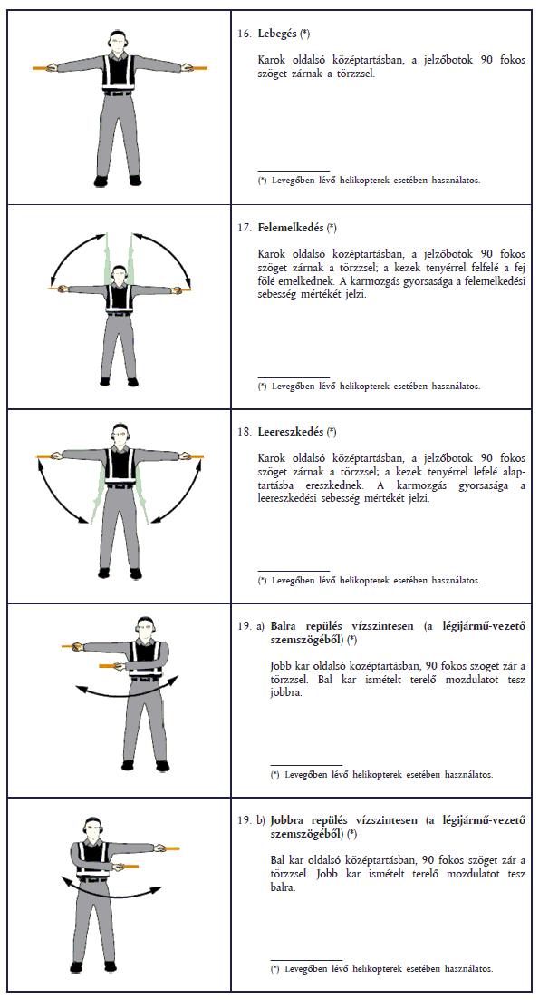 16. Lebegés (*)
Karok oldalsó középtartásban, a jelzőbotok 90 fokos
szöget zárnak a törzzsel.
(*) Levegőben lévő helikopterek esetében használatos.
17. Felemelkedés (*)
Karok oldalsó középtartásban, a jelzőbotok 90 fokos
szöget zárnak a törzzsel; a kezek tenyérrel felfelé a fej
fölé emelkednek. A karmozgás gyorsasága a felemelkedési
sebesség mértékét jelzi.
(*) Levegőben lévő helikopterek esetében használatos.
18. Leereszkedés (*)
Karok oldalsó középtartásban, a jelzőbotok 90 fokos
szöget zárnak a törzzsel; a kezek tenyérrel lefelé alap-
tartásba ereszkednek. A karmozgás gyorsasága a
leereszkedési sebesség mértékét jelzi.
(*) Levegőben lévő helikopterek esetében használatos.
19. a) Balra repülés vízszintesen (a légijármű-vezető
szemszögéből) (*)
Jobb kar oldalsó középtartásban, 90 fokos szöget zár a
törzzsel. Bal kar ismételt terelő mozdulatot tesz
jobbra.
(*) Levegőben lévő helikopterek esetében használatos.
19. b) Jobbra repülés vízszintesen (a légijármű-vezető
szemszögéből) (*)
Bal kar oldalsó középtartásban, 90 fokos szöget zár a
törzzsel. Jobb kar ismételt terelő mozdulatot tesz
balra.
(*) Levegőben lévő helikopterek esetében használatos.